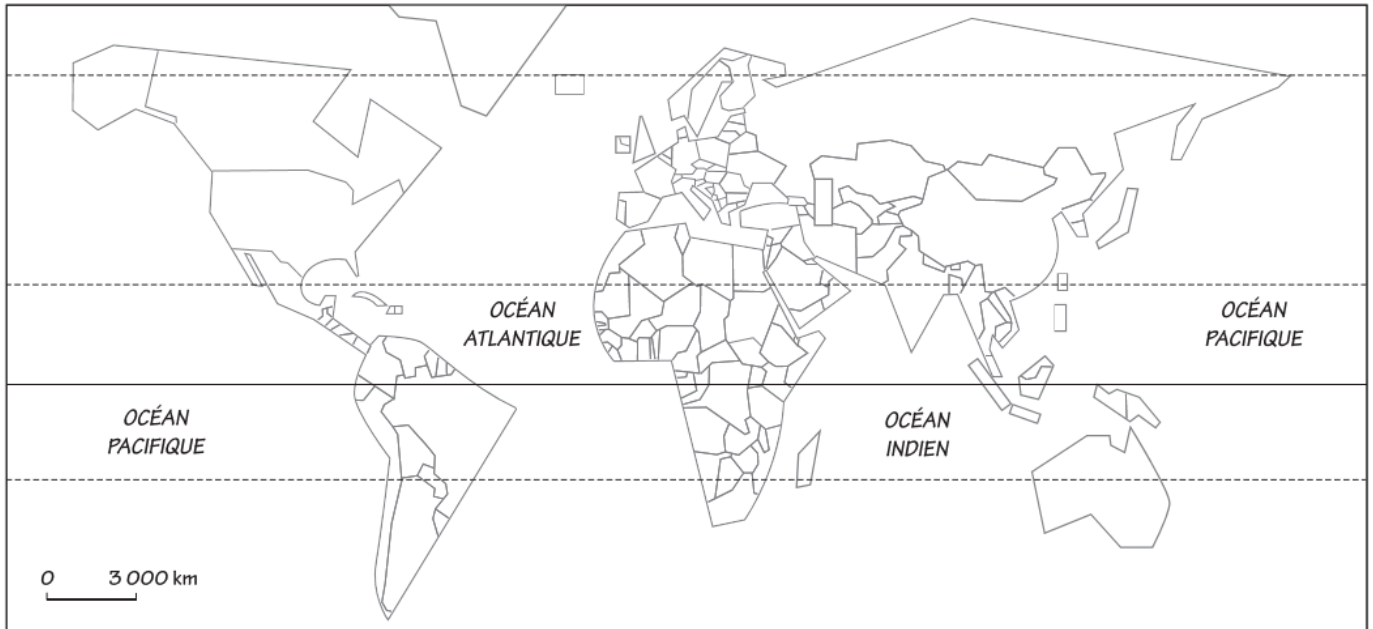 OCÉAN
ATLANTIQUE
OCÉAN
PACIFIQUE
OCÉAN
PACIFIQUE
OCÉAN
INDIEN
0 3 000 km